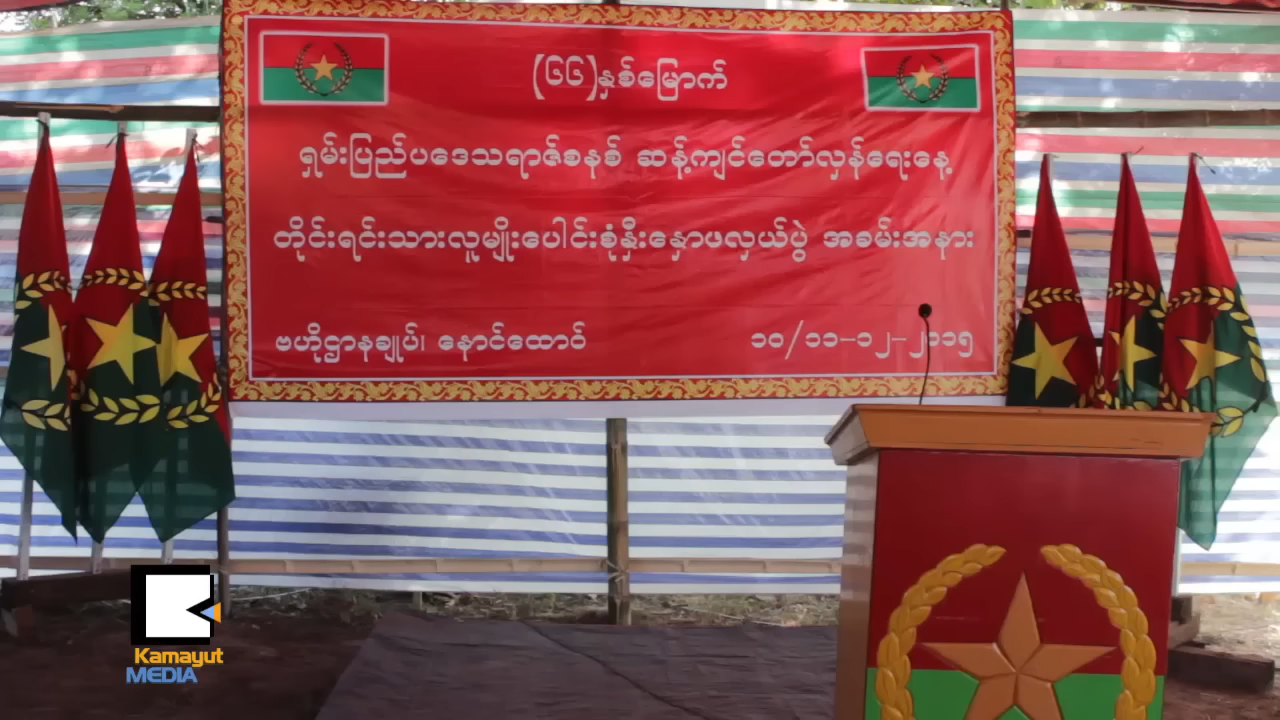 (၆၆)နှစ်မြောက်
ရှမ်းပြည်ပဒေသရာဇ်စနစ် ဆန့်ကျင်တော်လှန်ရေးနေ့
တိုင်းရင်းသားလူမျိုးပေါင်းစုံနှီးနှောဖလှယ်ပွဲ အခမ်းအနား
ဗဟိုဌာနချုပ်၊ နောင်ထောဝ် ၁၀/၁၁-၁၂-၂၀၁၅
Kamayut
MEDIA